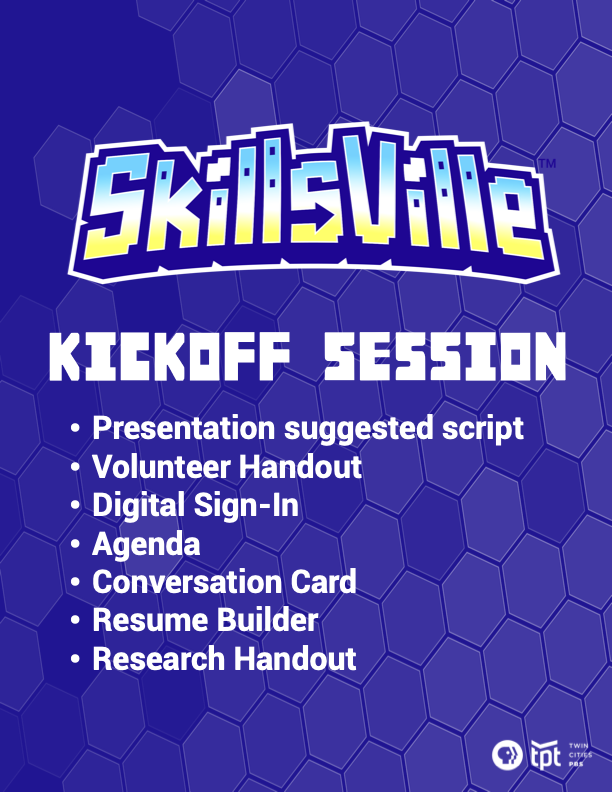 SkillsVille™
KICKOFF SESSION
• Presentation suggested script
• Volunteer Handout
• Digital Sign-In
• Agenda
• Conversation Card
• Resume Builder
• Research Handout
tpt
TWIN
CITIES
PBS